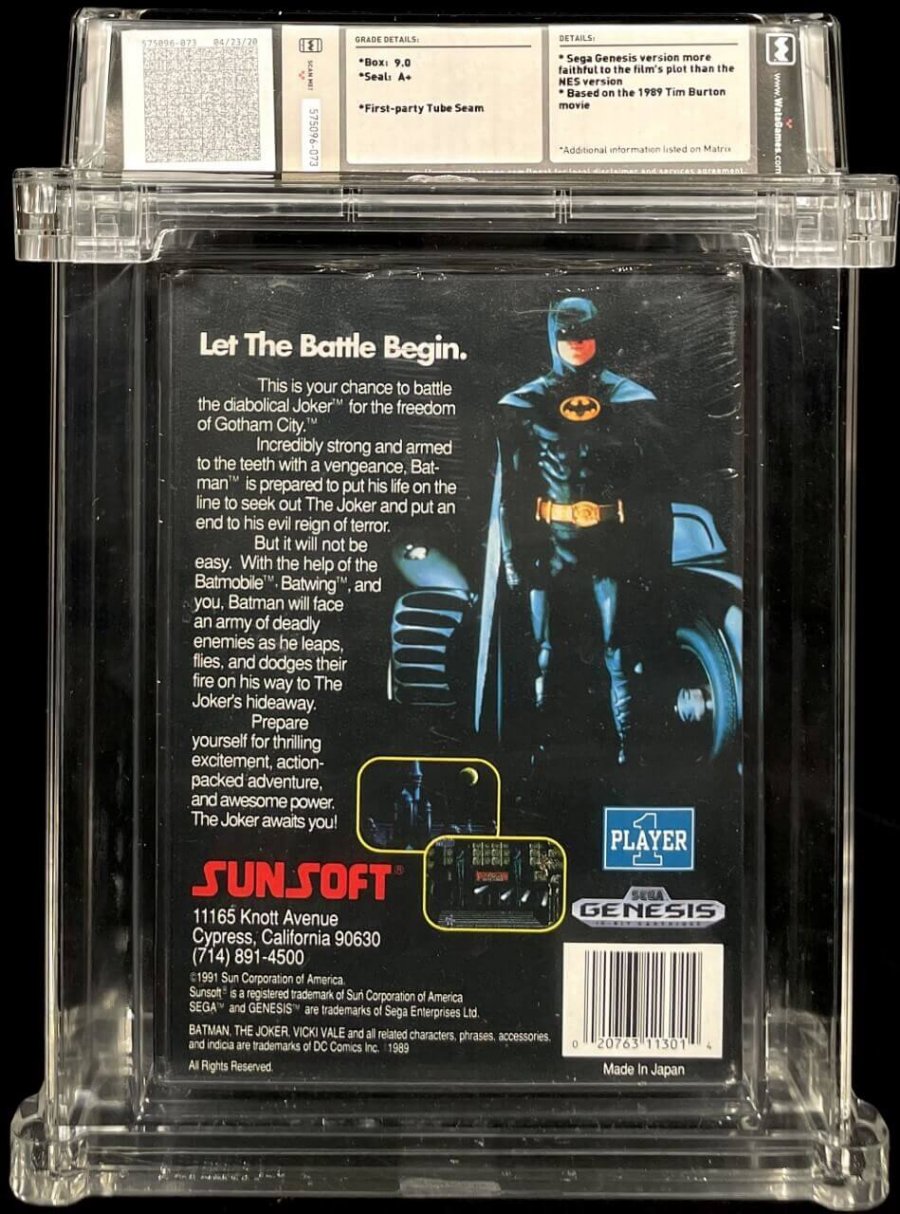 575096-073 04/23/20
SCAN ME!
575096-073
GRADE DETAILS:
*Box: 9.0
*Seal: A+
*First-party Tube Seam
DETAILS:
* Sega Genesis version more
faithful to the film's plot than the
NES version
* Based on the 1989 Tim Burton
movie
*Additional information listed on Matrix
for legal disclaimer and services agreement
www.WataGames.com
Let The Battle Begin.
This is your chance to battle
the diabolical Joker™ for the freedom
of Gotham City.™
Incredibly strong and armed
to the teeth with a vengeance, Bat-
man™ is prepared to put his life on the
line to seek out The Joker and put an
end to his evil reign of terror.
But it will not be
easy. With the help of the
Batmobile™, Batwing™, and
you, Batman will face
an army of deadly
enemies as he leaps,
flies, and dodges their
fire on his way to The
Joker's hideaway.
Prepare
yourself for thrilling
excitement, action-
packed adventure,
and awesome power.
The Joker awaits you!
1
PLAYER
SUNSOFT®
SEGA
GENESIS
16-BIT CARTRIDGE
11165 Knott Avenue
Cypress, California 90630
(714) 891-4500
©1991 Sun Corporation of America.
Sunsoft® is a registered trademark of Sun Corporation of America
SEGA™ and GENESIS™ are trademarks of Sega Enterprises Ltd.
BATMAN, THE JOKER, VICKI VALE and all related characters, phrases, accessories,
and indicia are trademarks of DC Comics Inc. 1989
All Rights Reserved.
0 20763 11301 4
Made In Japan